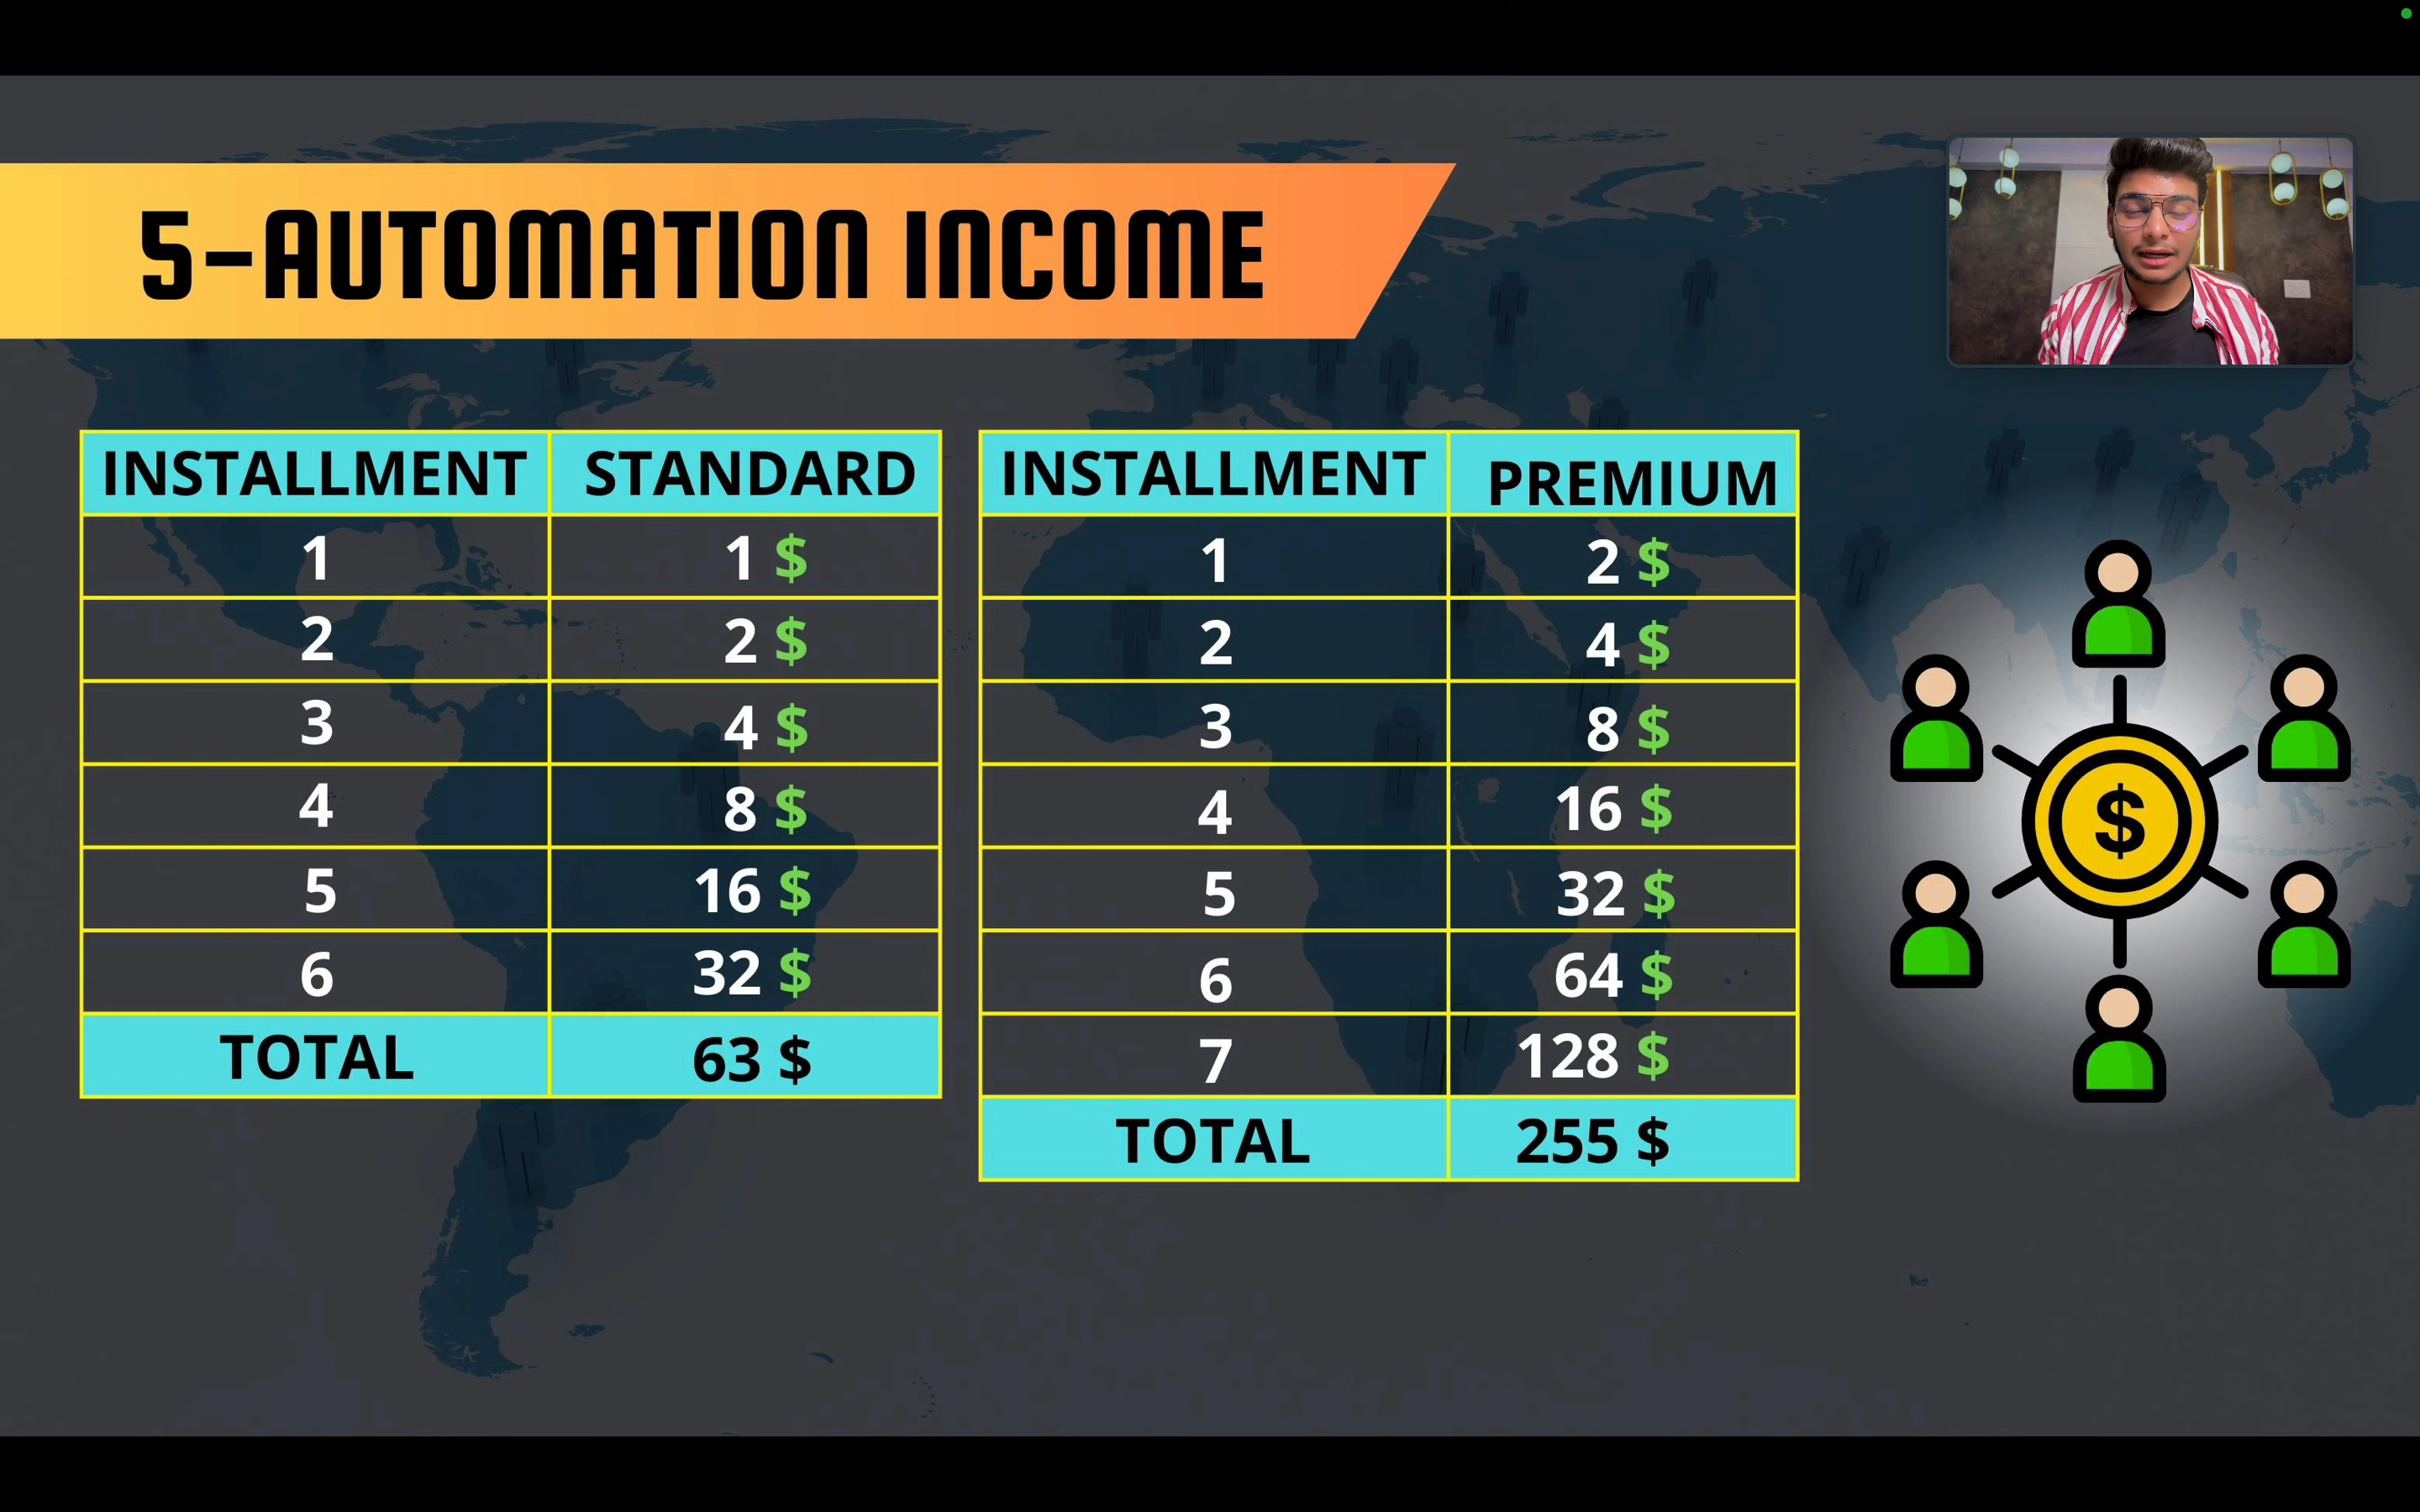 5-AUTOMATION INCOME
INSTALLMENT STANDARD
1 1 $
2 2 $
3 4 $
4 8 $
5 16 $
6 32 $
TOTAL 63 $
INSTALLMENT PREMIUM
1 2 $
2 4 $
3 8 $
4 16 $
5 32 $
6 64 $
7 128 $
TOTAL 255 $
$